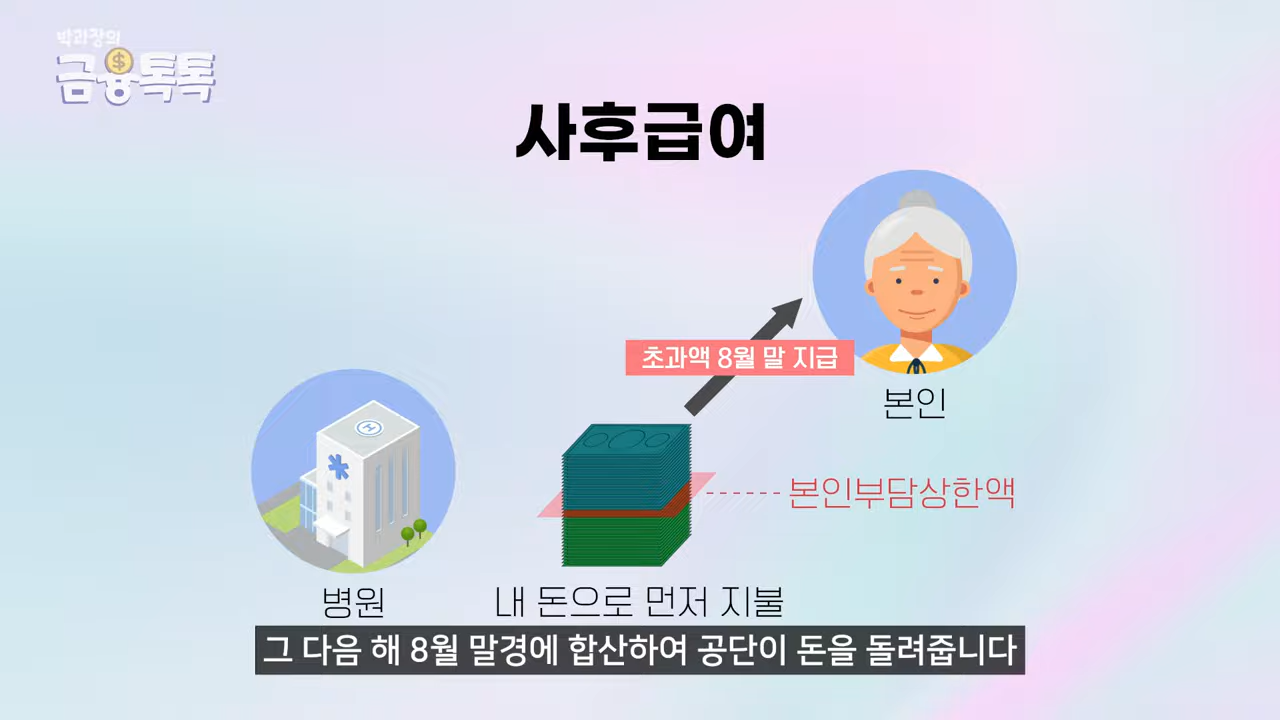 박과장의
금융톡톡
사후급여
초과액 8월 말 지급
본인
본인부담상한액
병원
내 돈으로 먼저 지불
그 다음 해 8월 말경에 합산하여 공단이 돈을 돌려줍니다